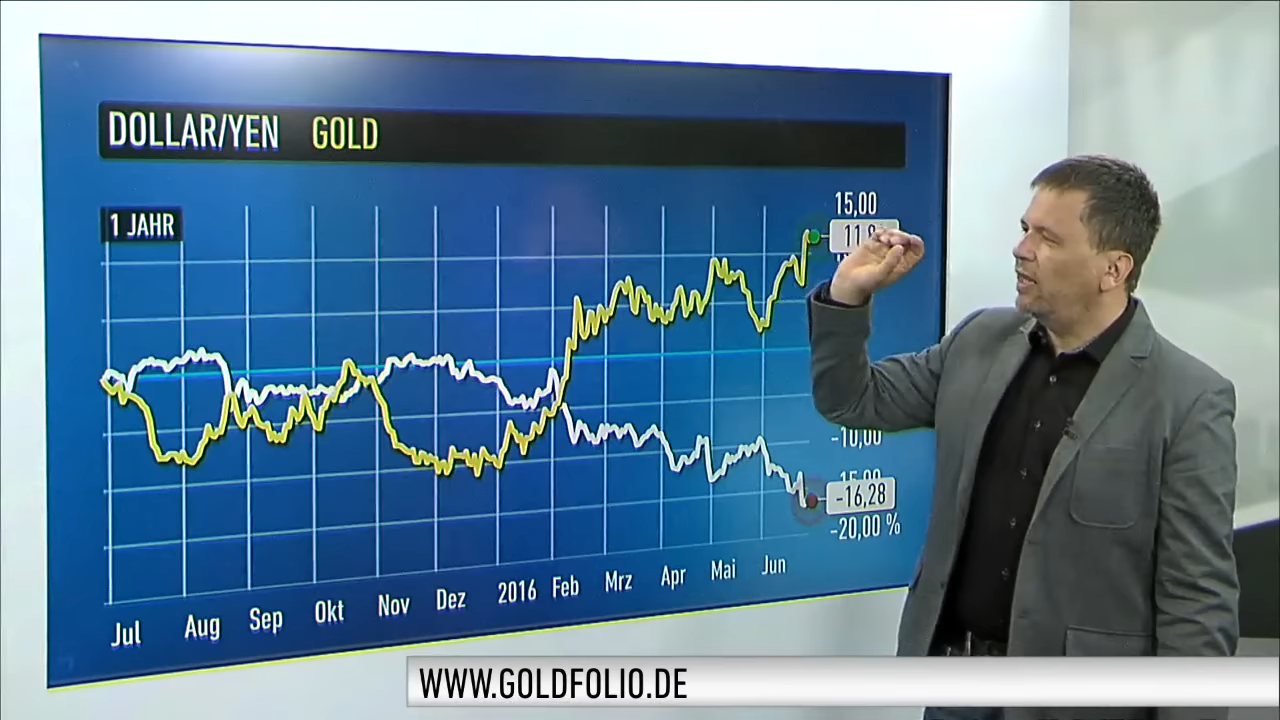 DOLLAR/YEN GOLD
1 JAHR
15,00
-10,00
-16,28
-20,00 %
Jul Aug Sep Okt Nov Dez 2016 Feb Mrz Apr Mai Jun
WWW.GOLDFOLIO.DE